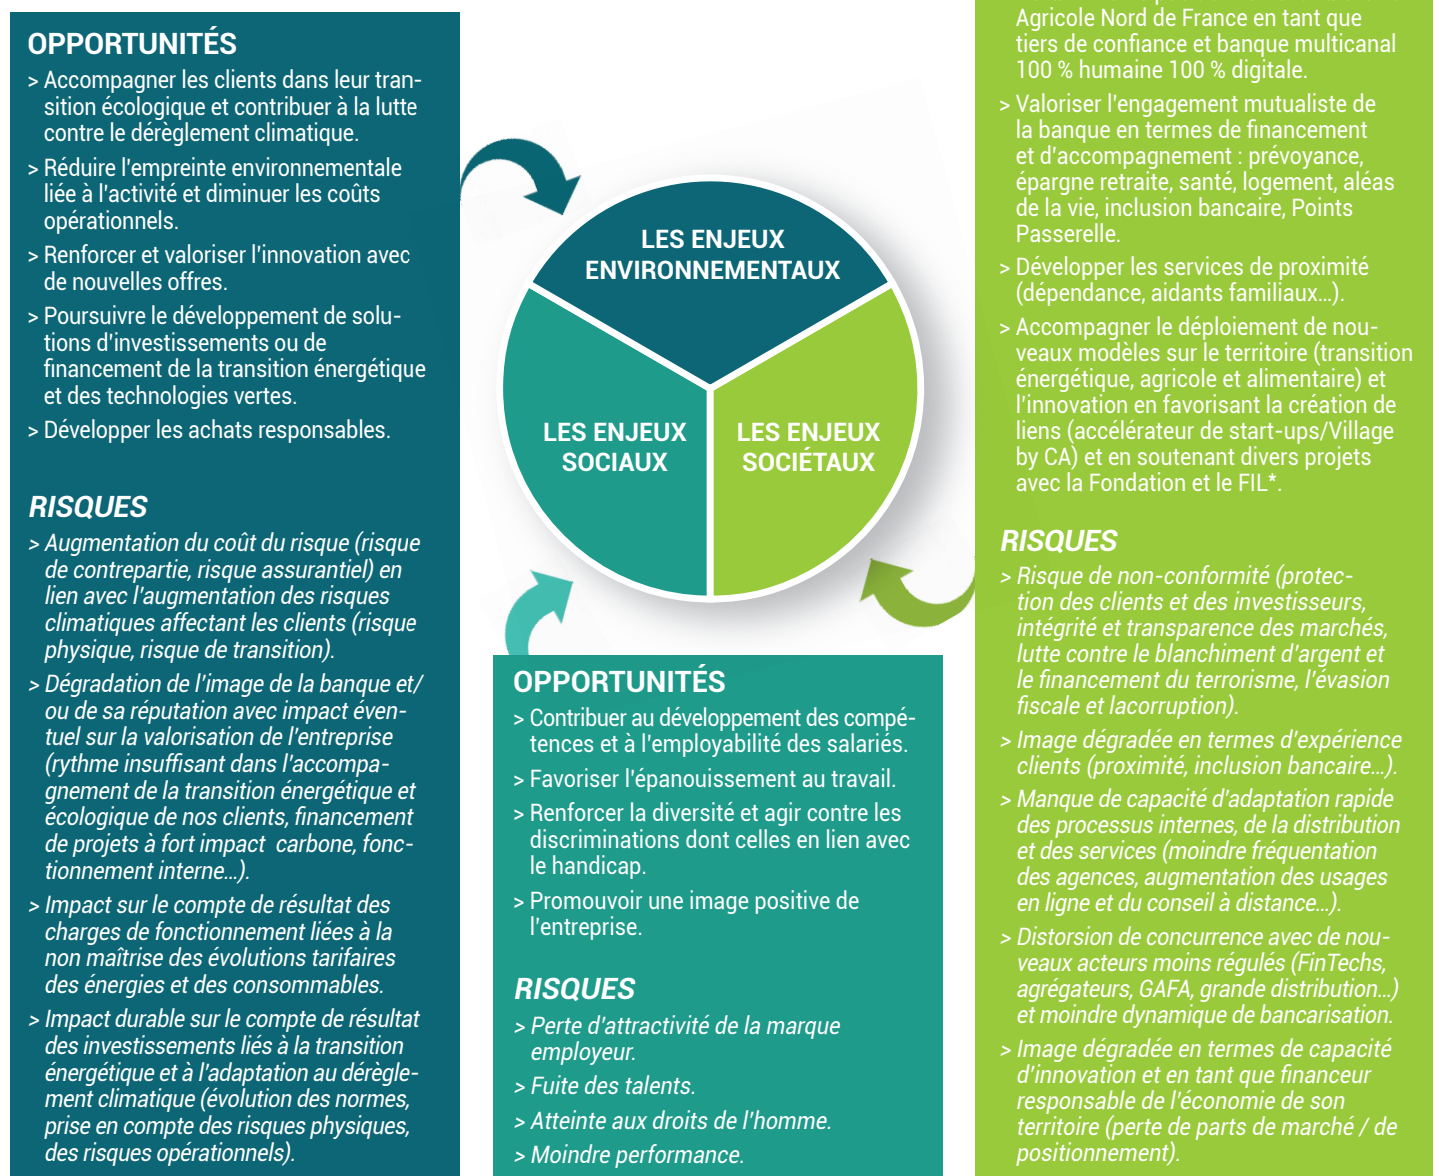 OPPORTUNITÉS
> Accompagner les clients dans leur tran-
sition écologique et contribuer à la lutte
contre le dérèglement climatique.
> Réduire l'empreinte environnementale
liée à l'activité et diminuer les coûts
opérationnels.
> Renforcer et valoriser l'innovation avec
de nouvelles offres.
> Poursuivre le développement de solu-
tions d'investissements ou de
financement de la transition énergétique
et des technologies vertes.
> Développer les achats responsables.
RISQUES
> Augmentation du coût du risque (risque
de contrepartie, risque assurantiel) en
lien avec l'augmentation des risques
climatiques affectant les clients (risque
physique, risque de transition).
> Dégradation de l'image de la banque et/
ou de sa réputation avec impact éven-
tuel sur la valorisation de l'entreprise
(rythme insuffisant dans l'accompa-
gnement de la transition énergétique et
écologique de nos clients, financement
de projets à fort impact  carbone, fonc-
tionnement interne…).
> Impact sur le compte de résultat des
charges de fonctionnement liées à la
non maîtrise des évolutions tarifaires
des énergies et des consommables.
> Impact durable sur le compte de résultat
des investissements liés à la transition
énergétique et à l'adaptation au dérègle-
ment climatique (évolution des normes,
prise en compte des risques physiques,
des risques opérationnels).
LES ENJEUX
ENVIRONNEMENTAUX
LES ENJEUX
SOCIAUX
LES ENJEUX
SOCIÉTAUX
OPPORTUNITÉS
> Contribuer au développement des compé-
tences et à l'employabilité des salariés.
> Favoriser l'épanouissement au travail.
> Renforcer la diversité et agir contre les
discriminations dont celles en lien avec
le handicap.
> Promouvoir une image positive de
l'entreprise.
RISQUES
> Perte d'attractivité de la marque
employeur.
> Fuite des talents.
> Atteinte aux droits de l'homme.
> Moindre performance.
Agricole Nord de France en tant que
tiers de confiance et banque multicanal
100 % humaine 100 % digitale.
> Valoriser l'engagement mutualiste de
la banque en termes de financement
et d'accompagnement : prévoyance,
épargne retraite, santé, logement, aléas
de la vie, inclusion bancaire, Points
Passerelle.
> Développer les services de proximité
(dépendance, aidants familiaux…).
> Accompagner le déploiement de nou-
veaux modèles sur le territoire (transition
énergétique, agricole et alimentaire) et
l'innovation en favorisant la création de
liens (accélérateur de start-ups/Village
by CA) et en soutenant divers projets
avec la Fondation et le FIL*.
RISQUES
> Risque de non-conformité (protec-
tion des clients et des investisseurs,
intégrité et transparence des marchés,
lutte contre le blanchiment d'argent et
le financement du terrorisme, l'évasion
fiscale et lacorruption).
> Image dégradée en termes d'expérience
clients (proximité, inclusion bancaire…).
> Manque de capacité d'adaptation rapide
des processus internes, de la distribution
et des services (moindre fréquentation
des agences, augmentation des usages
en ligne et du conseil à distance…).
> Distorsion de concurrence avec de nou-
veaux acteurs moins régulés (FinTechs,
agrégateurs, GAFA, grande distribution…)
et moindre dynamique de bancarisation.
> Image dégradée en termes de capacité
d'innovation et en tant que financeur
responsable de l'économie de son
territoire (perte de parts de marché / de
positionnement).